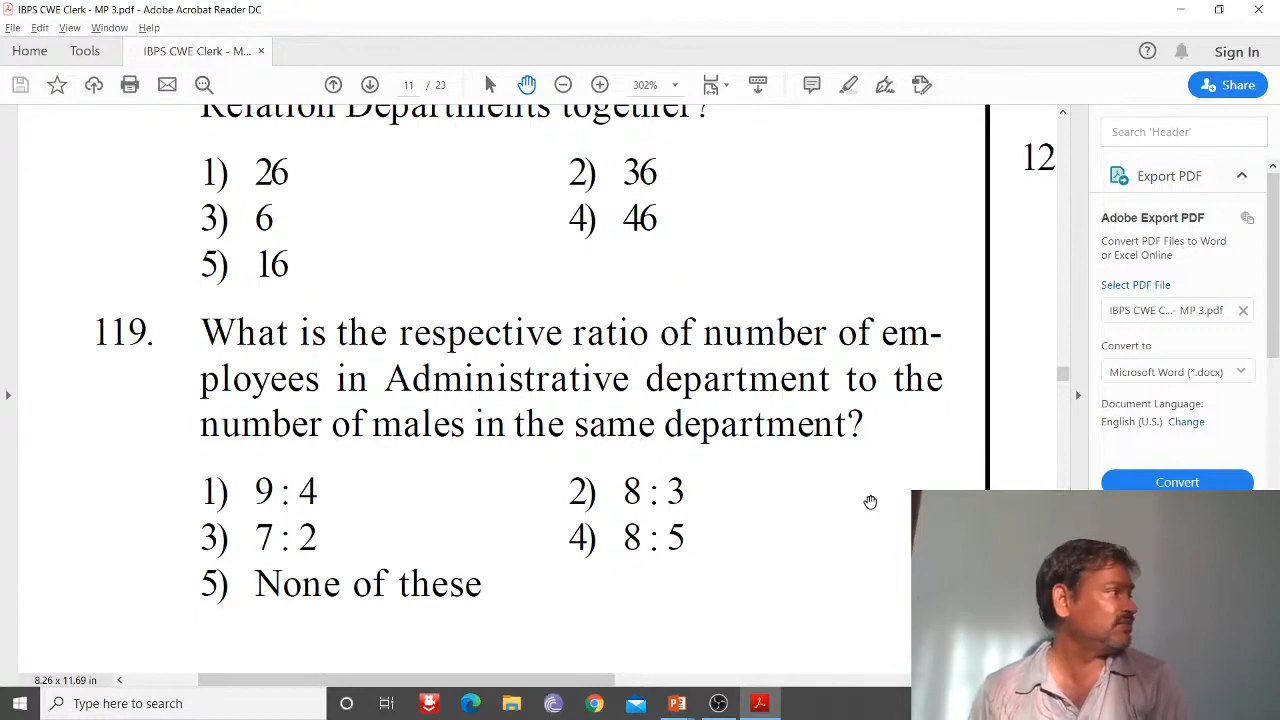 IBPS CWE Clerk - MP 3.pdf - Adobe Acrobat Reader DC
File Edit View Window Help
Home Tools IBPS CWE Clerk - M... × Sign In
11 / 23 302% Share
Relation Departments together?
1) 26 2) 36
3) 6 4) 46
5) 16
119. What is the respective ratio of number of em-
ployees in Administrative department to the
number of males in the same department?
1) 9 : 4 2) 8 : 3
3) 7 : 2 4) 8 : 5
5) None of these
12
Search 'Header'
Export PDF
Adobe Export PDF
Convert PDF Files to Word
or Excel Online
Select PDF File
IBPS CWE C...- MP 3.pdf
Convert to
Microsoft Word (*.docx)
Document Language:
English (U.S.) Change
Convert
8.26 x 11.69 in
Type here to search